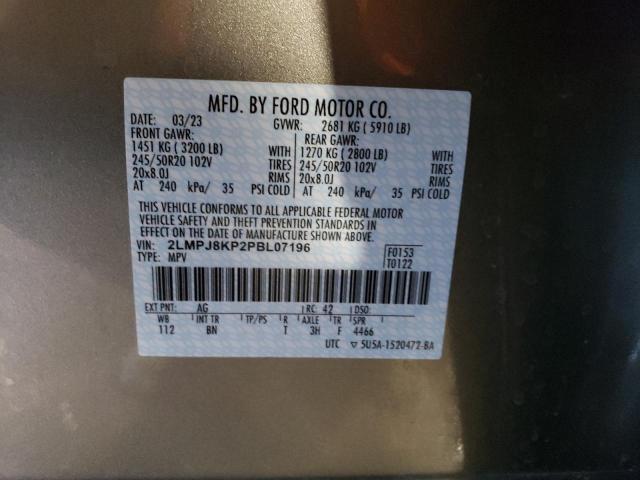 MFD. BY FORD MOTOR CO.
DATE: 03/23 GVWR: 2681 KG ( 5910 LB)
FRONT GAWR: REAR GAWR:
1451 KG ( 3200 LB) WITH 1270 KG ( 2800 LB) WITH
245/50R20 102V TIRES 245/50R20 102V TIRES
20x8.0J RIMS 20x8.0J RIMS
AT 240 kPa/ 35 PSI COLD AT 240 kPa/ 35 PSI COLD
THIS VEHICLE CONFORMS TO ALL APPLICABLE FEDERAL MOTOR
VEHICLE SAFETY AND THEFT PREVENTION STANDARDS IN
EFFECT ON THE DATE OF MANUFACTURE SHOWN ABOVE.
VIN: 2LMPJ8KP2PBL07196 F0153
TYPE: MPV T0122
EXT PNT: AG RC: 42 DSO:
WB INT TR TP/PS R AXLE TR SPR
112 BN T 3H F 4466
UTC ▽ 5U5A-1520472-BA